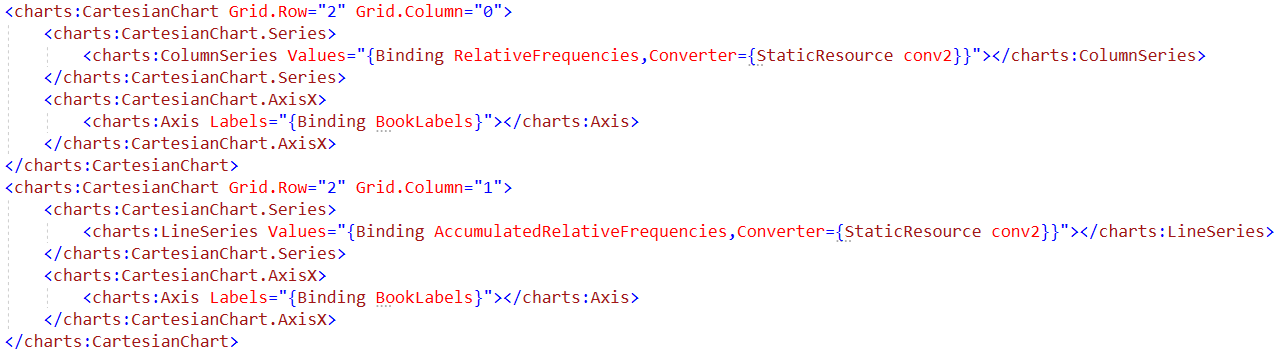 <charts:CartesianChart Grid.Row="2" Grid.Column="0">
    <charts:CartesianChart.Series>
        <charts:ColumnSeries Values="{Binding RelativeFrequencies,Converter={StaticResource conv2}}"></charts:ColumnSeries>
    </charts:CartesianChart.Series>
    <charts:CartesianChart.AxisX>
        <charts:Axis Labels="{Binding BookLabels}"></charts:Axis>
    </charts:CartesianChart.AxisX>
</charts:CartesianChart>
<charts:CartesianChart Grid.Row="2" Grid.Column="1">
    <charts:CartesianChart.Series>
        <charts:LineSeries Values="{Binding AccumulatedRelativeFrequencies,Converter={StaticResource conv2}}"></charts:LineSeries>
    </charts:CartesianChart.Series>
    <charts:CartesianChart.AxisX>
        <charts:Axis Labels="{Binding BookLabels}"></charts:Axis>
    </charts:CartesianChart.AxisX>
</charts:CartesianChart>